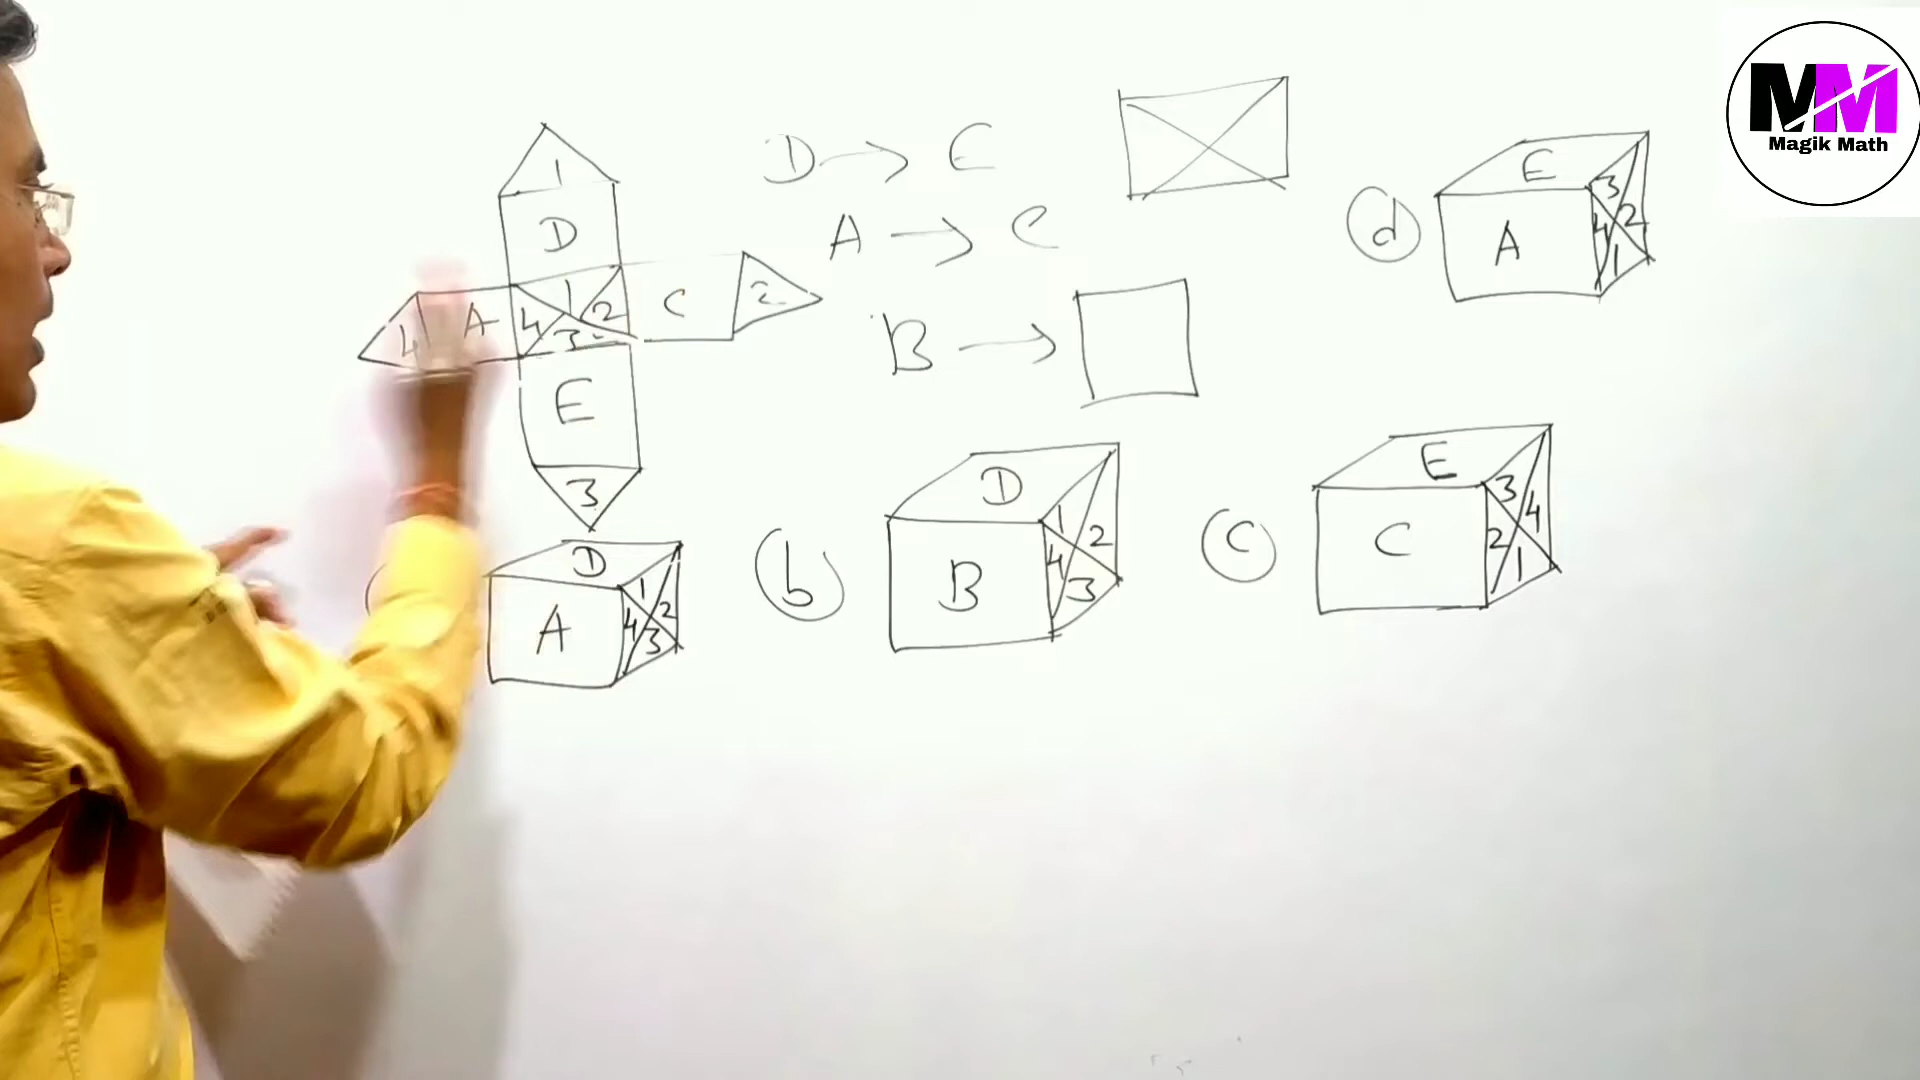 MM
Magik Math
1
D
4 A 4 1 2 3 C 2
E
3
D → E
A → C
B →
d
E
A
3 2 4 1
D
A
1 2 4 3
b
D
B
1 2 4 3
c
E
C
3 4 2 1